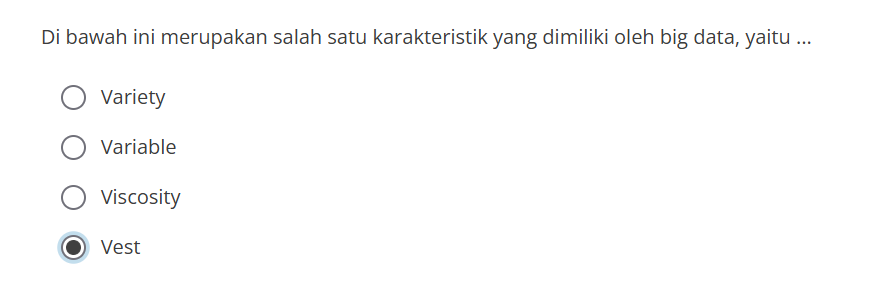 Di bawah ini merupakan salah satu karakteristik yang dimiliki oleh big data, yaitu ...
Variety
Variable
Viscosity
Vest